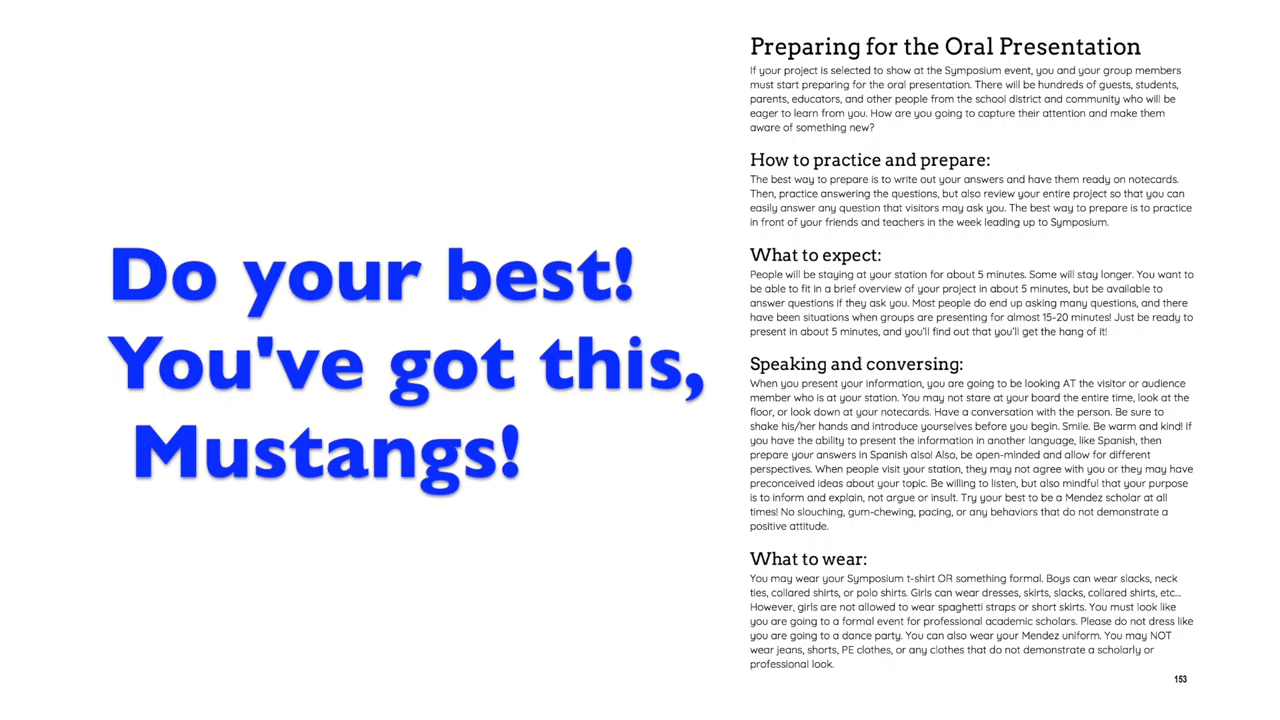 Do your best!
You've got this,
Mustangs!
Preparing for the Oral Presentation
If your project is selected to show at the Symposium event, you and your group members
must start preparing for the oral presentation. There will be hundreds of guests, students,
parents, educators, and other people from the school district and community who will be
eager to learn from you. How are you going to capture their attention and make them
aware of something new?
How to practice and prepare:
The best way to prepare is to write out your answers and have them ready on notecards.
Then, practice answering the questions, but also review your entire project so that you can
easily answer any question that visitors may ask you. The best way to prepare is to practice
in front of your friends and teachers in the week leading up to Symposium.
What to expect:
People will be staying at your station for about 5 minutes. Some will stay longer. You want to
be able to fit in a brief overview of your project in about 5 minutes, but be available to
answer questions if they ask you. Most people do end up asking many questions, and there
have been situations when groups are presenting for almost 15-20 minutes! Just be ready to
present in about 5 minutes, and you'll find out that you'll get the hang of it!
Speaking and conversing:
When you present your information, you are going to be looking AT the visitor or audience
member who is at your station. You may not stare at your board the entire time, look at the
floor, or look down at your notecards. Have a conversation with the person. Be sure to
shake his/her hands and introduce yourselves before you begin. Smile. Be warm and kind! If
you have the ability to present the information in another language, like Spanish, then
prepare your answers in Spanish also! Also, be open-minded and allow for different
perspectives. When people visit your station, they may not agree with you or they may have
preconceived ideas about your topic. Be willing to listen, but also mindful that your purpose
is to inform and explain, not argue or insult. Try your best to be a Mendez scholar at all
times! No slouching, gum-chewing, pacing, or any behaviors that do not demonstrate a
positive attitude.
What to wear:
You may wear your Symposium t-shirt OR something formal. Boys can wear slacks, neck
ties, collared shirts, or polo shirts. Girls can wear dresses, skirts, slacks, collared shirts, etc...
However, girls are not allowed to wear spaghetti straps or short skirts. You must look like
you are going to a formal event for professional academic scholars. Please do not dress like
you are going to a dance party. You can also wear your Mendez uniform. You may NOT
wear jeans, shorts, PE clothes, or any clothes that do not demonstrate a scholarly or
professional look.
153